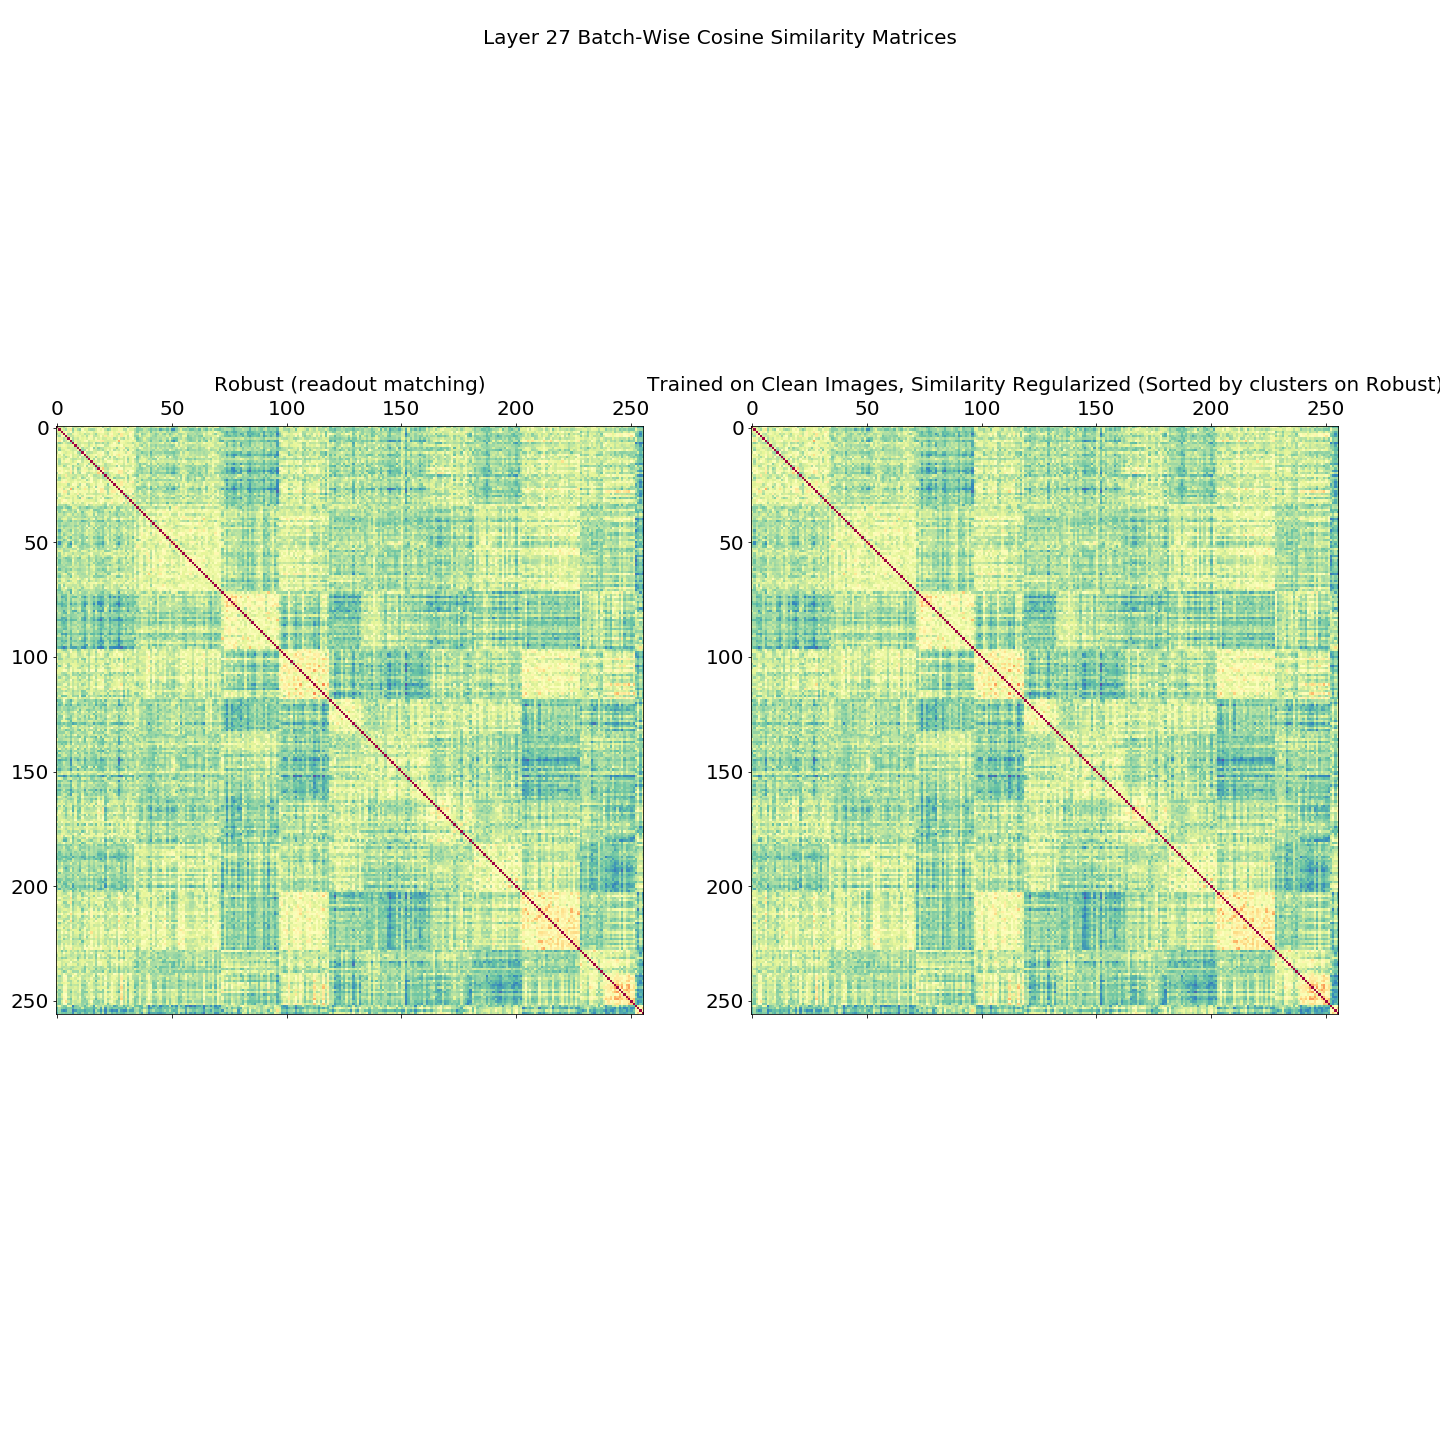 Layer 27 Batch-Wise Cosine Similarity Matrices
Robust (readout matching)
Trained on Clean Images, Similarity Regularized (Sorted by clusters on Robust)
0 50 100 150 200 250
0 50 100 150 200 250
0
50
100
150
200
250
0
50
100
150
200
250